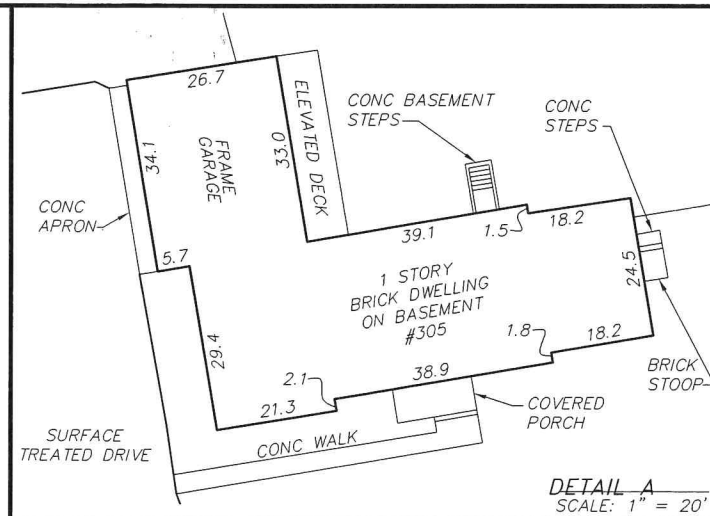 26.7
ELEVATED DECK
CONC BASEMENT
STEPS
CONC
STEPS
34.1
FRAME
GARAGE
33.0
CONC
APRON
39.1
1.5
18.2
5.7
1 STORY
BRICK DWELLING
ON BASEMENT
#305
24.5
29.4
1.8
18.2
2.1
38.9
BRICK
STOOP
21.3
COVERED
PORCH
SURFACE
TREATED DRIVE
CONC WALK
DETAIL A
SCALE: 1" = 20'